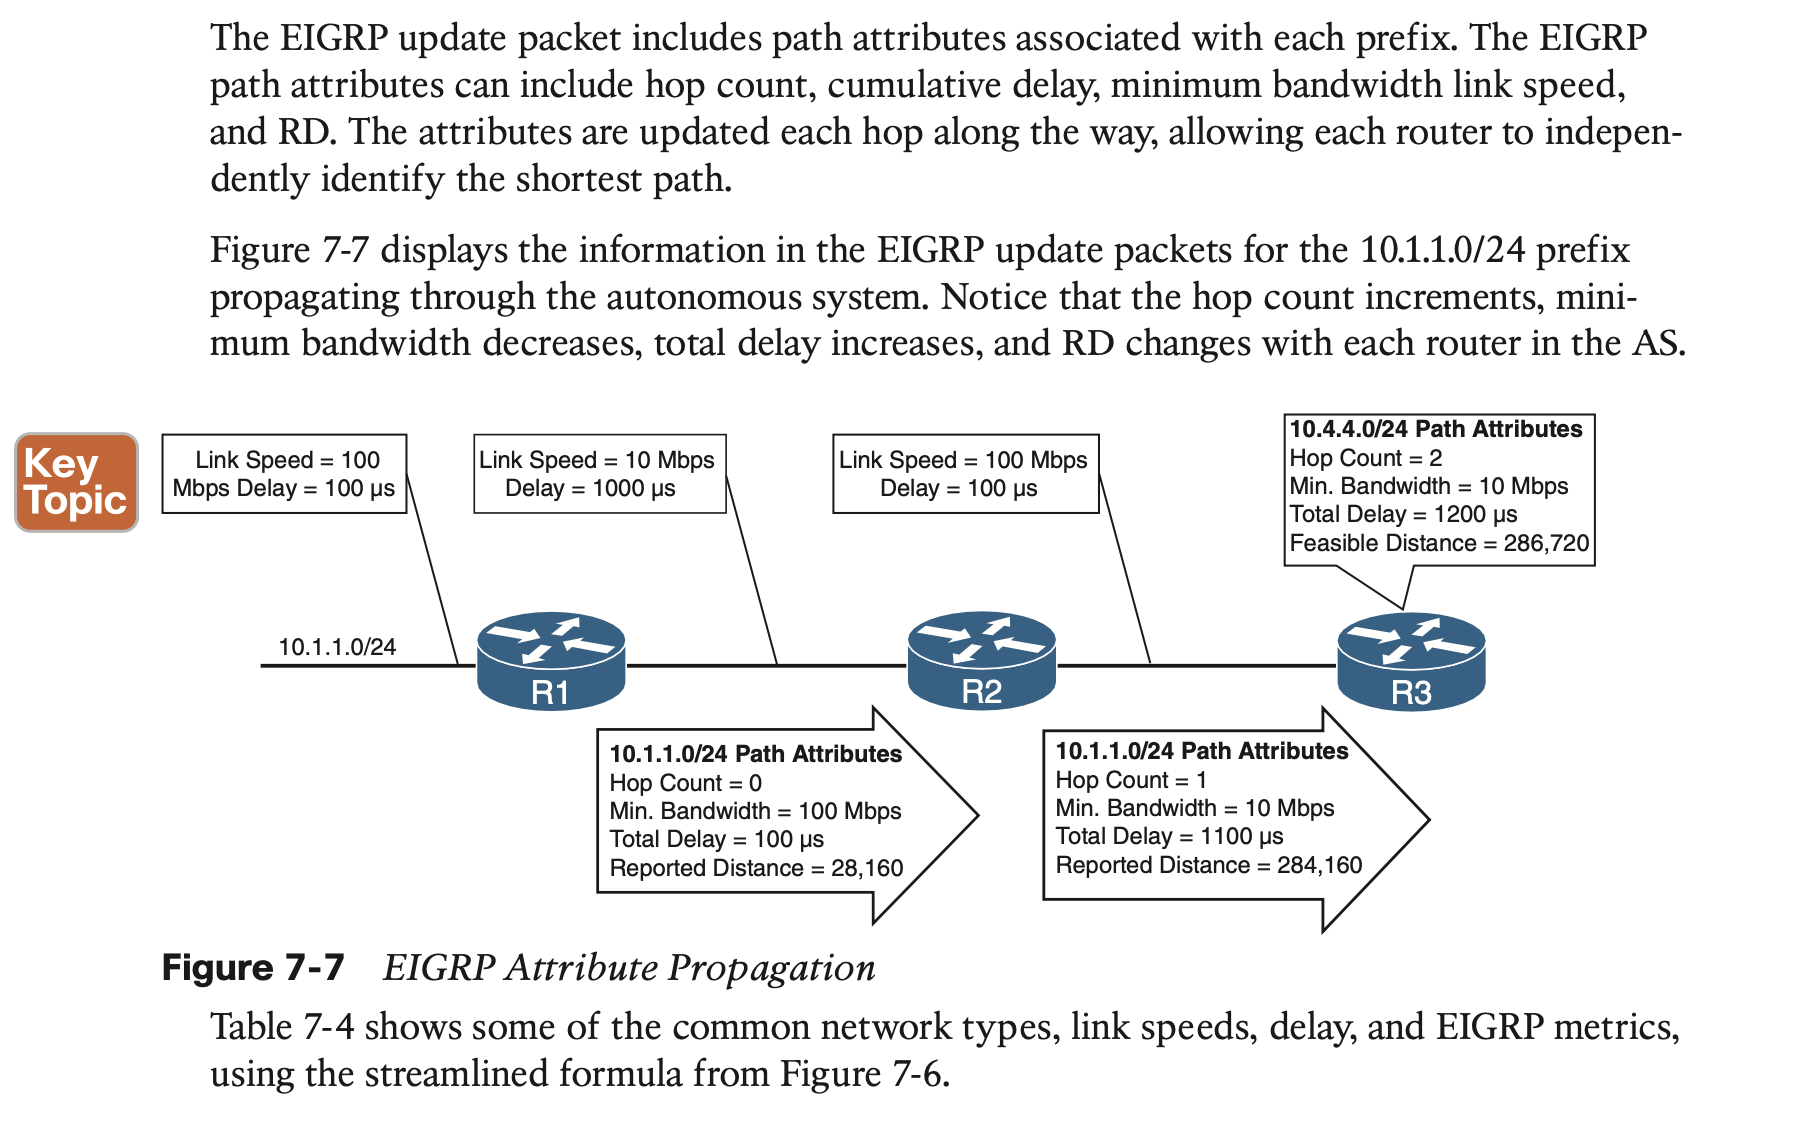 The EIGRP update packet includes path attributes associated with each prefix. The EIGRP
path attributes can include hop count, cumulative delay, minimum bandwidth link speed,
and RD. The attributes are updated each hop along the way, allowing each router to indepen-
dently identify the shortest path.
Figure 7-7 displays the information in the EIGRP update packets for the 10.1.1.0/24 prefix
propagating through the autonomous system. Notice that the hop count increments, mini-
mum bandwidth decreases, total delay increases, and RD changes with each router in the AS.
Key
Topic
Link Speed = 100
Mbps Delay = 100 µs
Link Speed = 10 Mbps
Delay = 1000 µs
Link Speed = 100 Mbps
Delay = 100 µs
10.4.4.0/24 Path Attributes
Hop Count = 2
Min. Bandwidth = 10 Mbps
Total Delay = 1200 µs
Feasible Distance = 286,720
10.1.1.0/24
R1
R2
R3
10.1.1.0/24 Path Attributes
Hop Count = 0
Min. Bandwidth = 100 Mbps
Total Delay = 100 µs
Reported Distance = 28,160
10.1.1.0/24 Path Attributes
Hop Count = 1
Min. Bandwidth = 10 Mbps
Total Delay = 1100 µs
Reported Distance = 284,160
Figure 7-7 EIGRP Attribute Propagation
Table 7-4 shows some of the common network types, link speeds, delay, and EIGRP metrics,
using the streamlined formula from Figure 7-6.